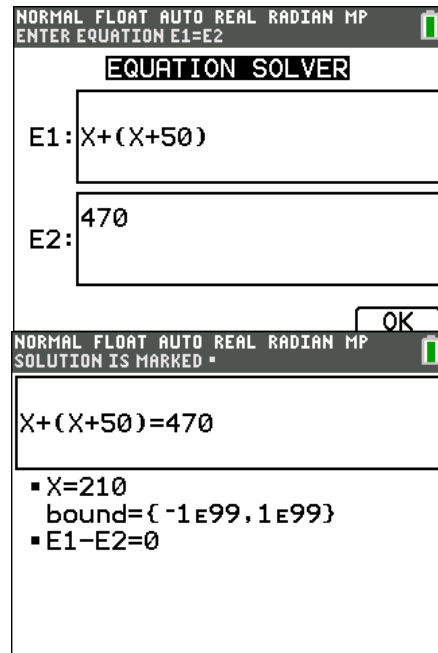 NORMAL FLOAT AUTO REAL RADIAN MP
ENTER EQUATION E1=E2
EQUATION SOLVER
E1: X+(X+50)
E2: 470
OK
NORMAL FLOAT AUTO REAL RADIAN MP
SOLUTION IS MARKED ▪
X+(X+50)=470
▪X=210
bound={-1ᴇ99,1ᴇ99}
▪E1-E2=0